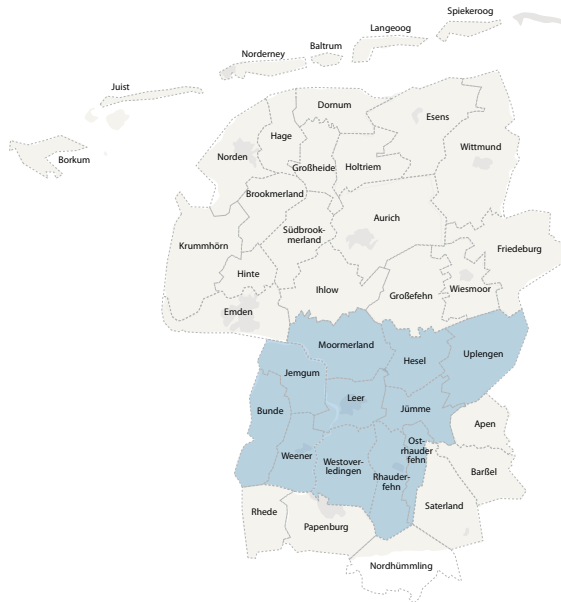 Spiekeroog
Langeoog
Baltrum
Norderney
Juist
Borkum
Dornum
Esens
Hage
Wittmund
Norden
Großheide
Holtriem
Brookmerland
Aurich
Südbrook-
merland
Krummhörn
Friedeburg
Hinte
Ihlow
Großefehn
Wiesmoor
Emden
Moormerland
Hesel
Uplengen
Jemgum
Leer
Bunde
Jümme
Apen
Ost-
rhauder
fehn
Weener
Westover-
ledingen
Rhauder-
fehn
Barßel
Saterland
Rhede
Papenburg
Nordhümmling